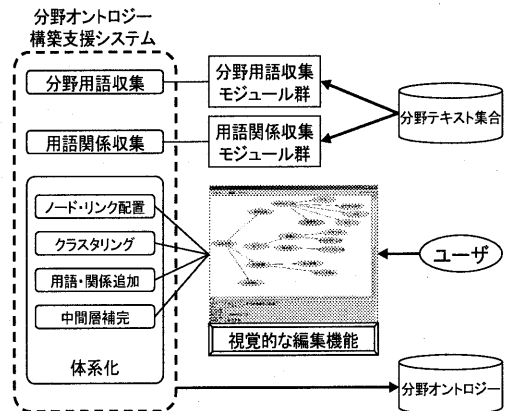 分野オントロジー
構築支援システム
分野用語収集
分野用語収集
モジュール群
分野テキスト集合
用語関係収集
用語関係収集
モジュール群
ノード・リンク配置
クラスタリング
用語・関係追加
中間層補完
体系化
視覚的な編集機能
ユーザ
分野オントロジー